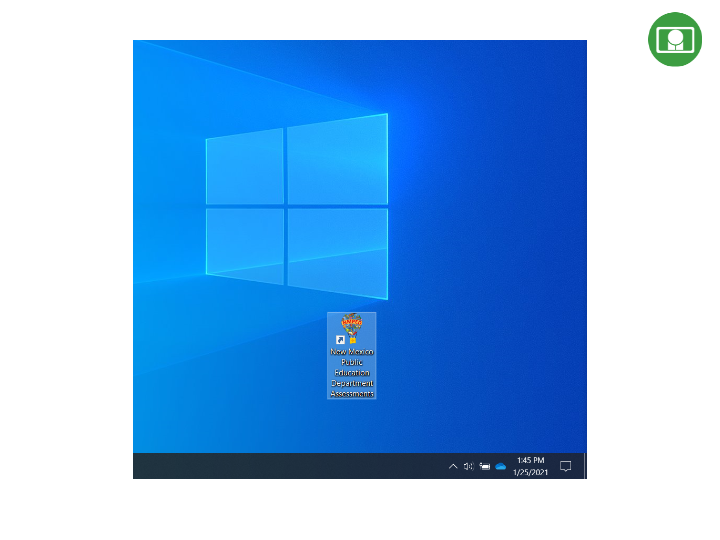 New Mexico
Public
Education
Department
Assessments
1:45 PM
1/25/2021